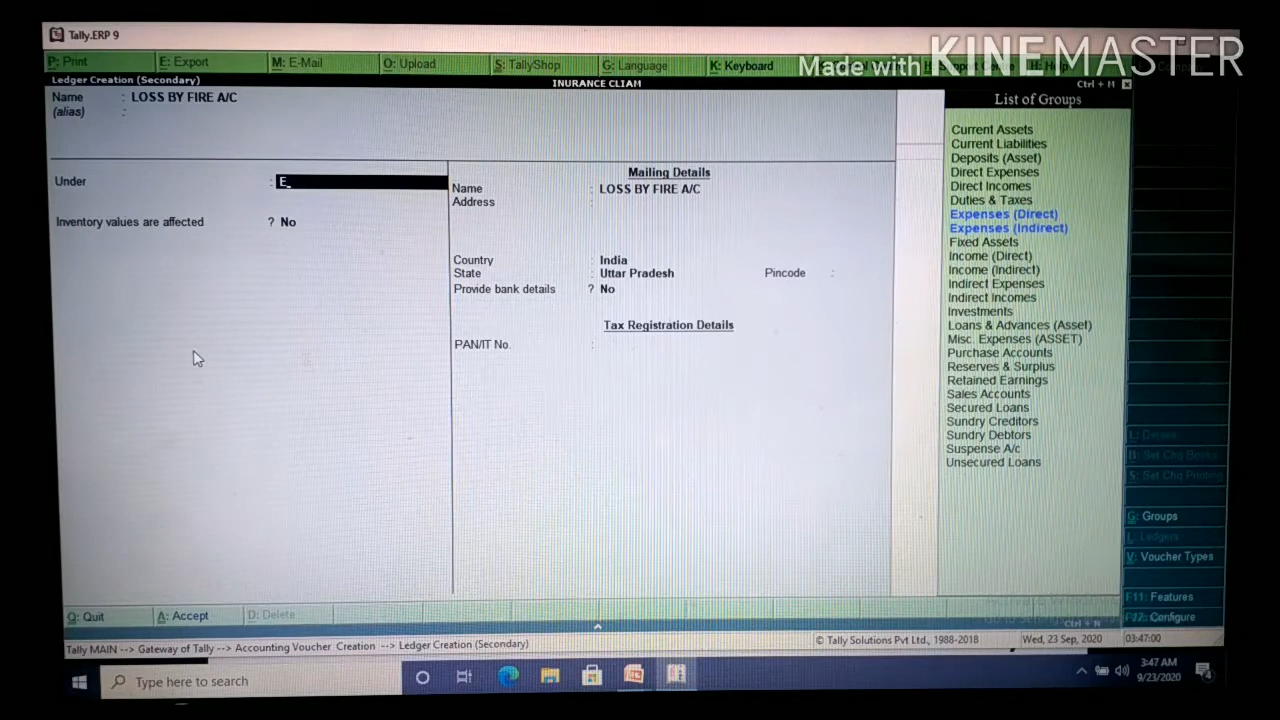 Tally.ERP 9
Made with KINEMASTER
P: Print E: Export M: E-Mail O: Upload S: TallyShop G: Language K: Keyboard
Ledger Creation (Secondary) INURANCE CLIAM Ctrl + M
Name : LOSS BY FIRE A/C
(alias) :
List of Groups
Current Assets
Current Liabilities
Deposits (Asset)
Direct Expenses
Direct Incomes
Duties & Taxes
Expenses (Direct)
Expenses (Indirect)
Fixed Assets
Income (Direct)
Income (Indirect)
Indirect Expenses
Indirect Incomes
Investments
Loans & Advances (Asset)
Misc. Expenses (ASSET)
Purchase Accounts
Reserves & Surplus
Retained Earnings
Sales Accounts
Secured Loans
Sundry Creditors
Sundry Debtors
Suspense A/c
Unsecured Loans
Under : E_
Inventory values are affected ? No
Mailing Details
Name : LOSS BY FIRE A/C
Address :
Country : India
State : Uttar Pradesh Pincode :
Provide bank details ? No
Tax Registration Details
PAN/IT No. :
S: Set Chq Printing
G: Groups
L: Ledgers
V: Voucher Types
F11: Features
F12: Configure
Q: Quit A: Accept D: Delete
Ctrl + N
Tally MAIN --> Gateway of Tally --> Accounting Voucher Creation --> Ledger Creation (Secondary) © Tally Solutions Pvt Ltd., 1988-2018 Wed, 23 Sep, 2020 03:47:00
Type here to search
3:47 AM
9/23/2020
4